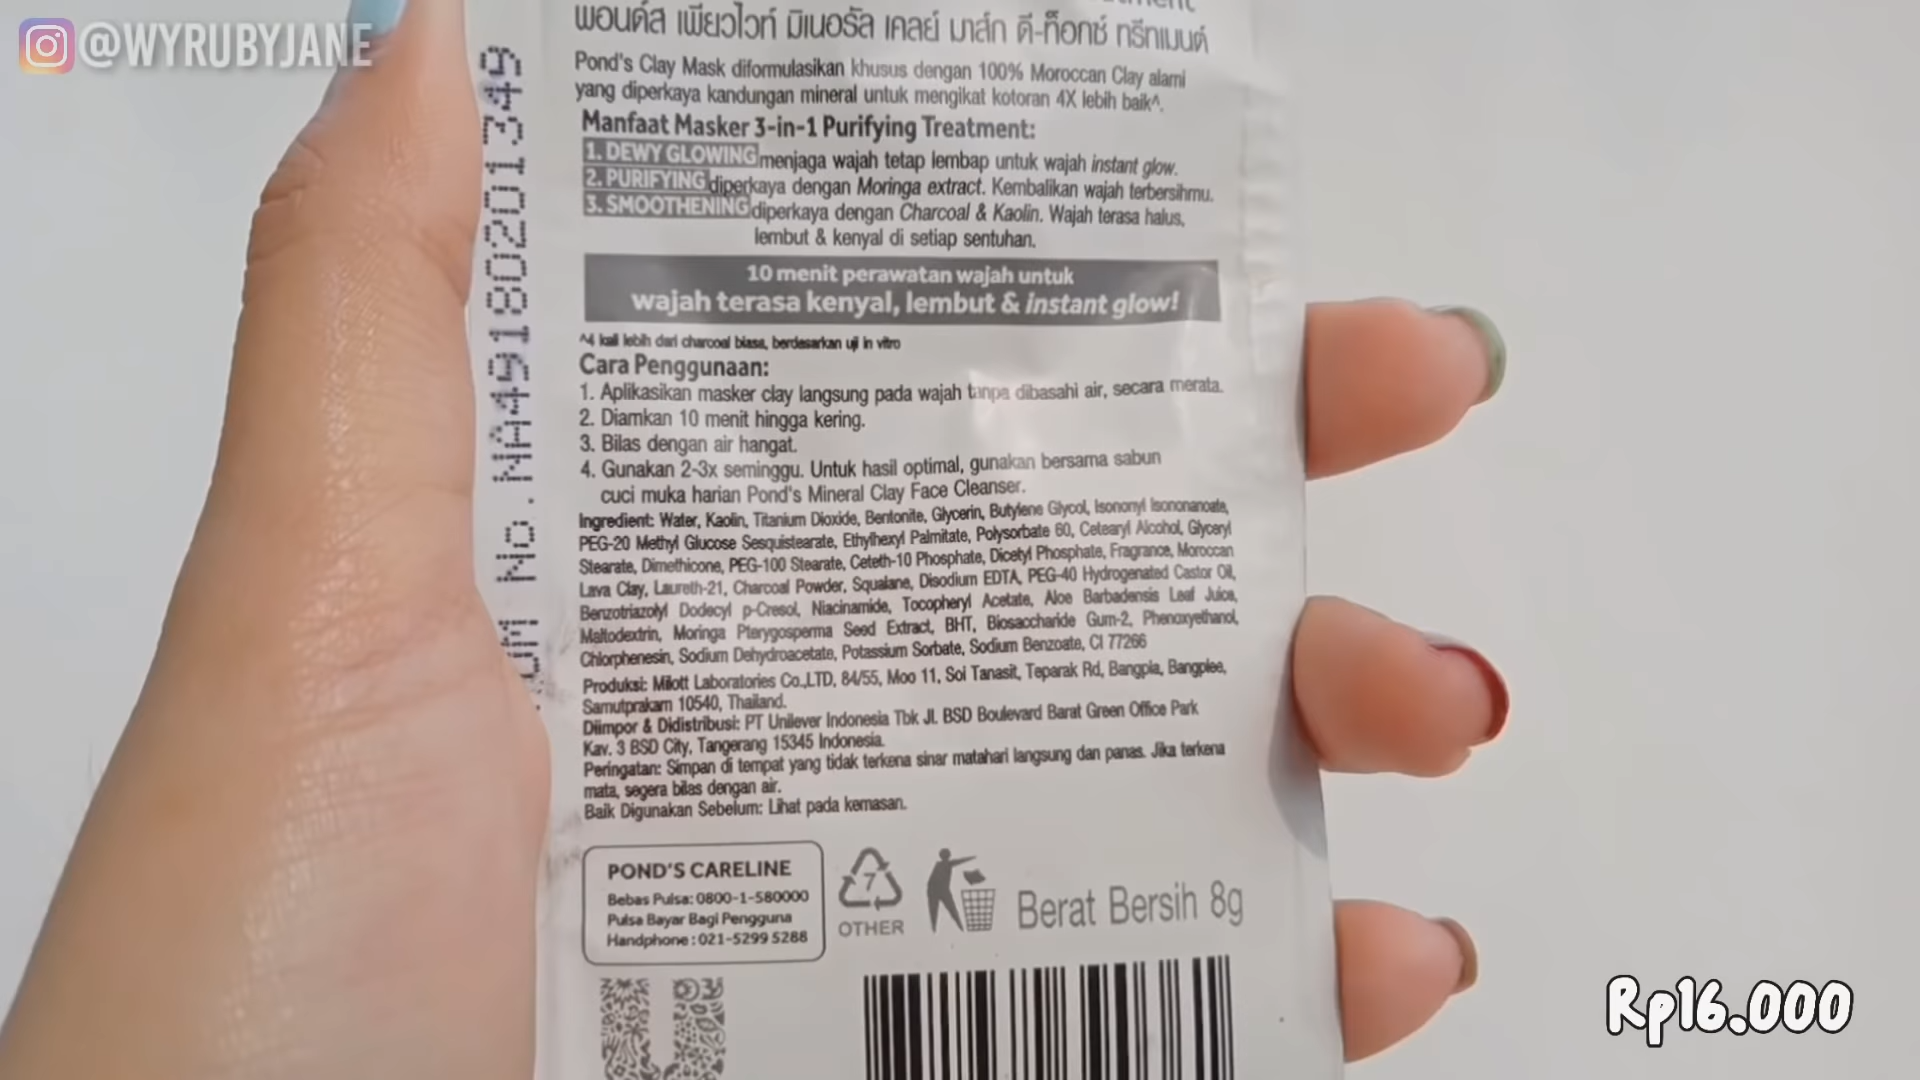 @WYRUBYJANE
พอนด์ส เพียวไวท์ มิเนอรัล เคลย์ มาส์ก ดี-ท็อกซ์ ทรีทเมนต์
Pond's Clay Mask diformulasikan khusus dengan 100% Moroccan Clay alami
yang diperkaya kandungan mineral untuk mengikat kotoran 4X lebih baik^.
Manfaat Masker 3-in-1 Purifying Treatment:
1. DEWY GLOWING menjaga wajah tetap lembap untuk wajah instant glow.
2. PURIFYING diperkaya dengan Moringa extract. Kembalikan wajah terbersihmu.
3. SMOOTHENING diperkaya dengan Charcoal & Kaolin. Wajah terasa halus,
lembut & kenyal di setiap sentuhan.
10 menit perawatan wajah untuk
wajah terasa kenyal, lembut & instant glow!
^4 kali lebih dari charcoal biasa, berdasarkan uji in vitro
Cara Penggunaan:
1. Aplikasikan masker clay langsung pada wajah tanpa dibasahi air, secara merata.
2. Diamkan 10 menit hingga kering.
3. Bilas dengan air hangat.
4. Gunakan 2-3x seminggu. Untuk hasil optimal, gunakan bersama sabun
cuci muka harian Pond's Mineral Clay Face Cleanser.
Ingredient: Water, Kaolin, Titanium Dioxide, Bentonite, Glycerin, Butylene Glycol, Isononyl Isononanoate,
PEG-20 Methyl Glucose Sesquistearate, Ethylhexyl Palmitate, Polysorbate 60, Cetearyl Alcohol, Glyceryl
Stearate, Dimethicone, PEG-100 Stearate, Ceteth-10 Phosphate, Dicetyl Phosphate, Fragrance, Moroccan
Lava Clay, Laureth-21, Charcoal Powder, Squalane, Disodium EDTA, PEG-40 Hydrogenated Castor Oil,
Benzotriazolyl Dodecyl p-Cresol, Niacinamide, Tocopheryl Acetate, Aloe Barbadensis Leaf Juice,
Maltodextrin, Moringa Pterygosperma Seed Extract, BHT, Biosaccharide Gum-2, Phenoxyethanol,
Chlorphenesin, Sodium Dehydroacetate, Potassium Sorbate, Sodium Benzoate, CI 77266
Produksi: Milott Laboratories Co.,LTD, 84/55, Moo 11, Soi Tanasit, Teparak Rd, Bangpla, Bangplee,
Samutprakarn 10540, Thailand.
Diimpor & Didistribusi: PT Unilever Indonesia Tbk Jl. BSD Boulevard Barat Green Office Park
Kav. 3 BSD City, Tangerang 15345 Indonesia.
Peringatan: Simpan di tempat yang tidak terkena sinar matahari langsung dan panas. Jika terkena
mata, segera bilas dengan air.
Baik Digunakan Sebelum: Lihat pada kemasan.
POND'S CARELINE
Bebas Pulsa: 0800-1-580000
Pulsa Bayar Bagi Pengguna
Handphone : 021-5299 5288
7
OTHER
Berat Bersih 8g
No. NA49180201349
Rp16.000